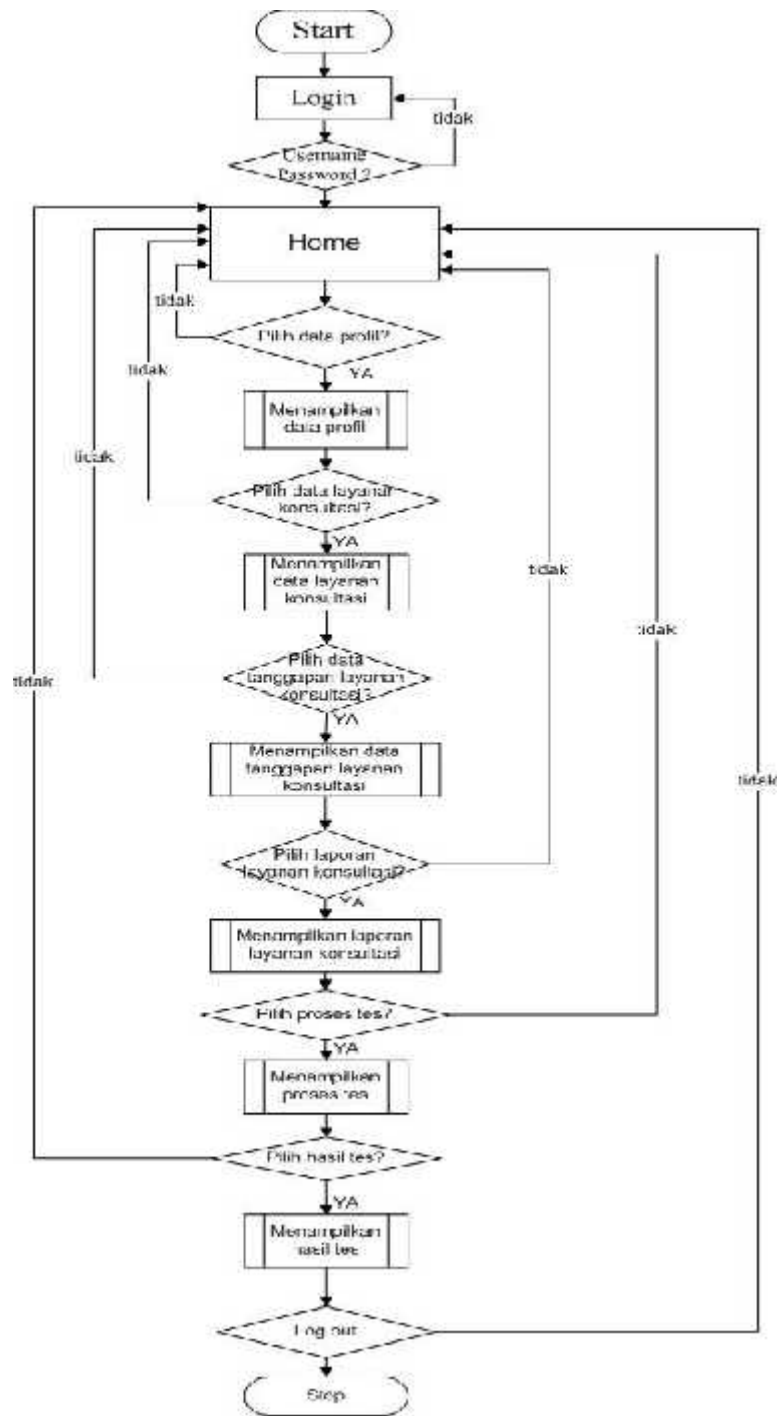 Start
Login
tidak
Username
Password ?
Home
tidak
Pilih data profil?
YA
tidak
Menampilkan
data profil
tidak
Pilih data layanan
konsultasi?
YA
Menampilkan
data layanan
konsultasi
tidak
tidak
Pilih data
tanggapan layanan
konsultasi?
tidak
YA
Menampilkan data
tanggapan layanan
konsultasi
tidak
Pilih laporan
layanan konsultasi?
YA
Menampilkan laporan
layanan konsultasi
Pilih proses tes?
YA
Menampilkan
proses tes
Pilih hasil tes?
YA
Menampilkan
hasil tes
Log out
Stop